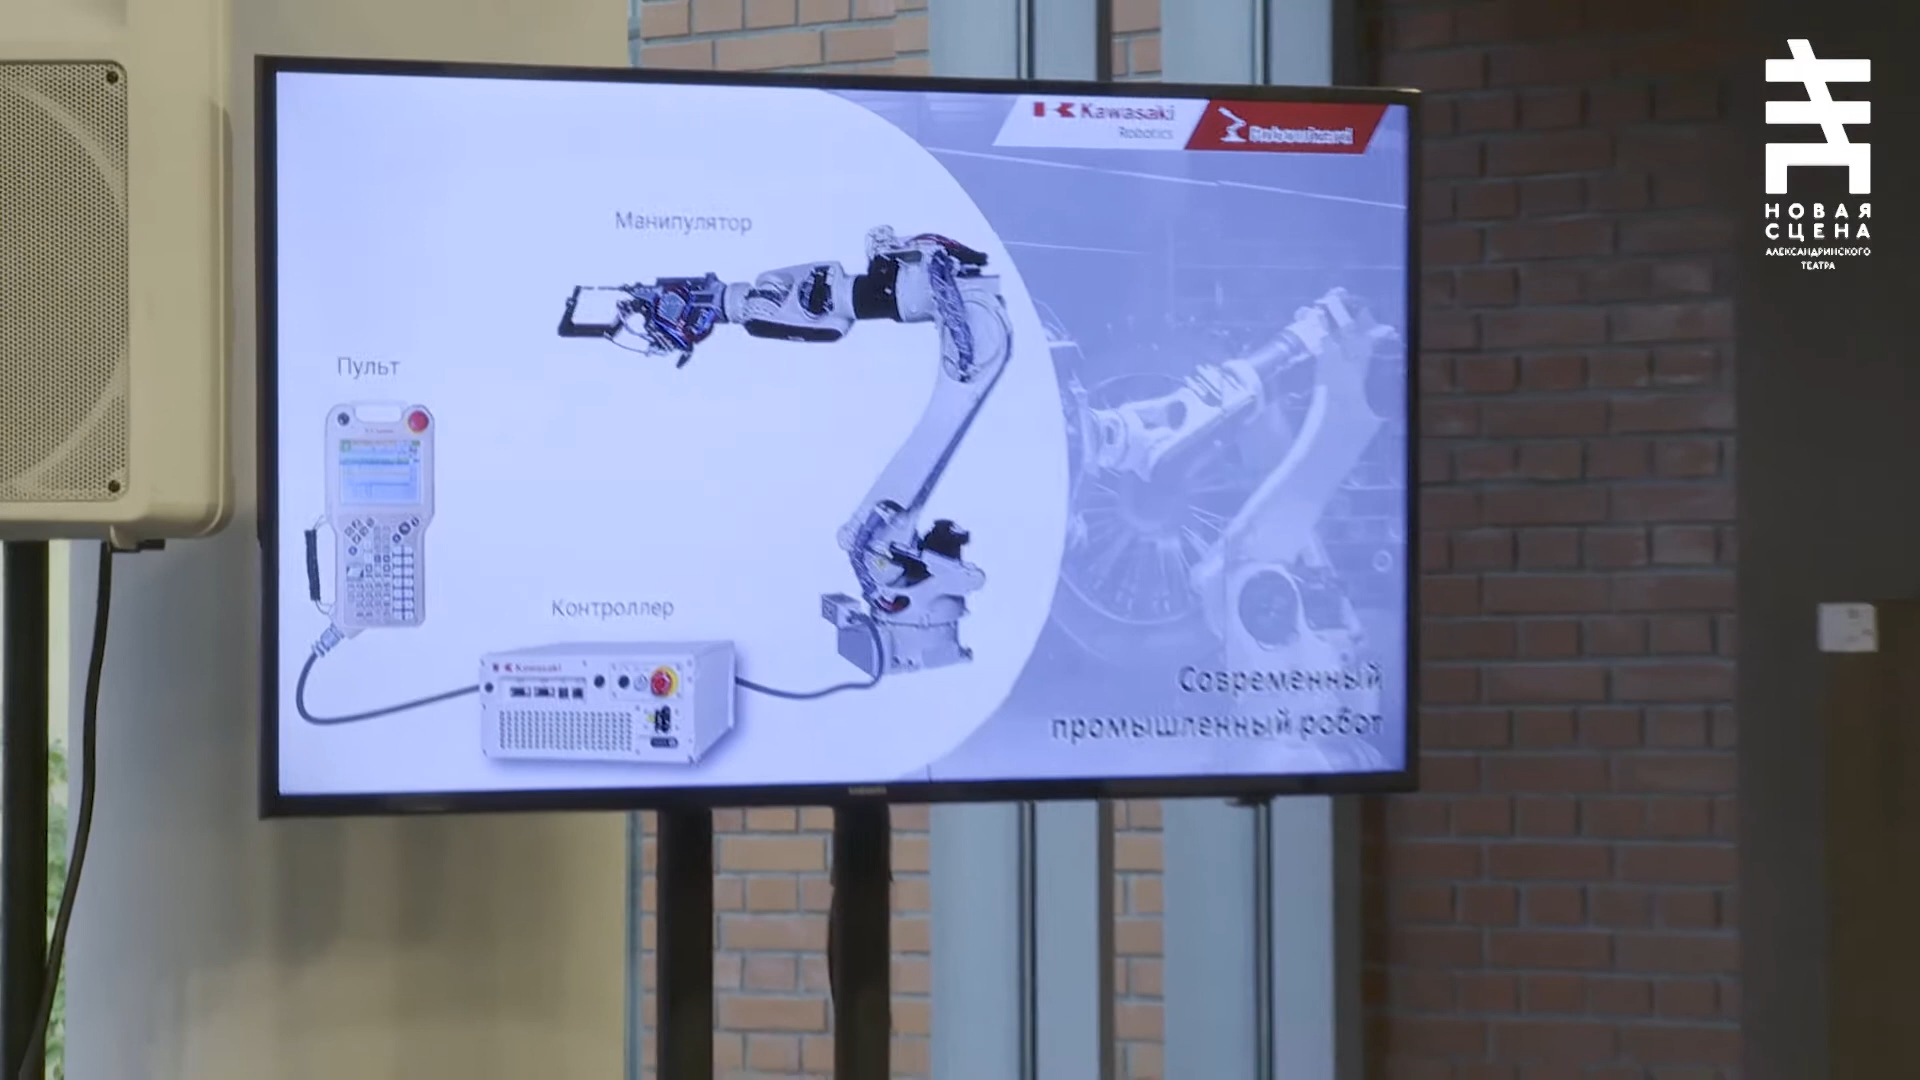 Kawasaki
Robotics
Манипулятор
Пульт
Контроллер
Kawasaki
Современный
промышленный робот
НОВАЯ
СЦЕНА
АЛЕКСАНДРИНСКОГО
ТЕАТРА